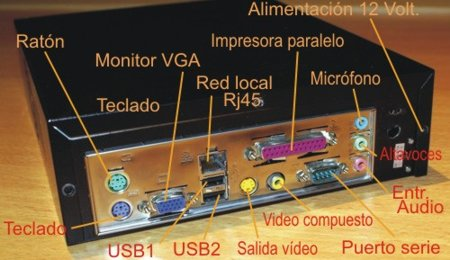 Alimentación 12 Volt.
Ratón
Impresora paralelo
Monitor VGA
Micrófono
Red local
Rj45
Teclado
Altavoces
Entr.
Audio
Teclado
Video compuesto
USB1
USB2
Salida vídeo
Puerto serie